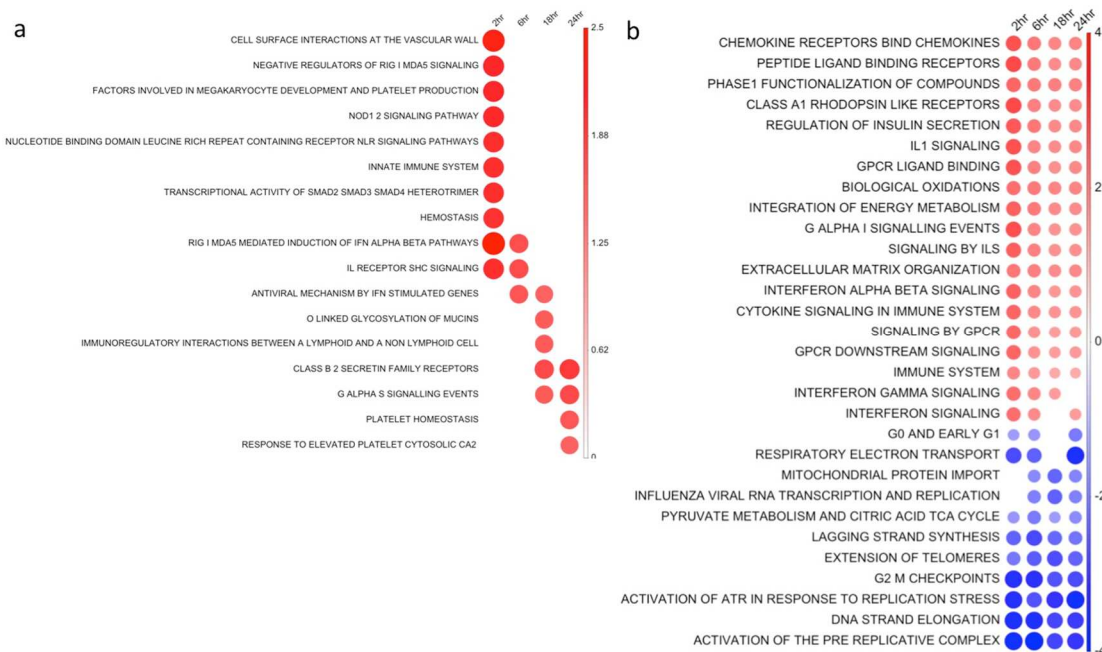 a
2hr 6hr 18hr 24hr
CELL SURFACE INTERACTIONS AT THE VASCULAR WALL
NEGATIVE REGULATORS OF RIG I MDA5 SIGNALING
FACTORS INVOLVED IN MEGAKARYOCYTE DEVELOPMENT AND PLATELET PRODUCTION
NOD1 2 SIGNALING PATHWAY
NUCLEOTIDE BINDING DOMAIN LEUCINE RICH REPEAT CONTAINING RECEPTOR NLR SIGNALING PATHWAYS
INNATE IMMUNE SYSTEM
TRANSCRIPTIONAL ACTIVITY OF SMAD2 SMAD3 SMAD4 HETEROTRIMER
HEMOSTASIS
RIG I MDA5 MEDIATED INDUCTION OF IFN ALPHA BETA PATHWAYS
IL RECEPTOR SHC SIGNALING
ANTIVIRAL MECHANISM BY IFN STIMULATED GENES
O LINKED GLYCOSYLATION OF MUCINS
IMMUNOREGULATORY INTERACTIONS BETWEEN A LYMPHOID AND A NON LYMPHOID CELL
CLASS B 2 SECRETIN FAMILY RECEPTORS
G ALPHA S SIGNALLING EVENTS
PLATELET HOMEOSTASIS
RESPONSE TO ELEVATED PLATELET CYTOSOLIC CA2
2.5
1.88
1.25
0.62
0
b
2hr 6hr 18hr 24hr
CHEMOKINE RECEPTORS BIND CHEMOKINES
PEPTIDE LIGAND BINDING RECEPTORS
PHASE1 FUNCTIONALIZATION OF COMPOUNDS
CLASS A1 RHODOPSIN LIKE RECEPTORS
REGULATION OF INSULIN SECRETION
IL1 SIGNALING
GPCR LIGAND BINDING
BIOLOGICAL OXIDATIONS
INTEGRATION OF ENERGY METABOLISM
G ALPHA I SIGNALLING EVENTS
SIGNALING BY ILS
EXTRACELLULAR MATRIX ORGANIZATION
INTERFERON ALPHA BETA SIGNALING
CYTOKINE SIGNALING IN IMMUNE SYSTEM
SIGNALING BY GPCR
GPCR DOWNSTREAM SIGNALING
IMMUNE SYSTEM
INTERFERON GAMMA SIGNALING
INTERFERON SIGNALING
G0 AND EARLY G1
RESPIRATORY ELECTRON TRANSPORT
MITOCHONDRIAL PROTEIN IMPORT
INFLUENZA VIRAL RNA TRANSCRIPTION AND REPLICATION
PYRUVATE METABOLISM AND CITRIC ACID TCA CYCLE
LAGGING STRAND SYNTHESIS
EXTENSION OF TELOMERES
G2 M CHECKPOINTS
ACTIVATION OF ATR IN RESPONSE TO REPLICATION STRESS
DNA STRAND ELONGATION
ACTIVATION OF THE PRE REPLICATIVE COMPLEX
4
2
0
-2
-4